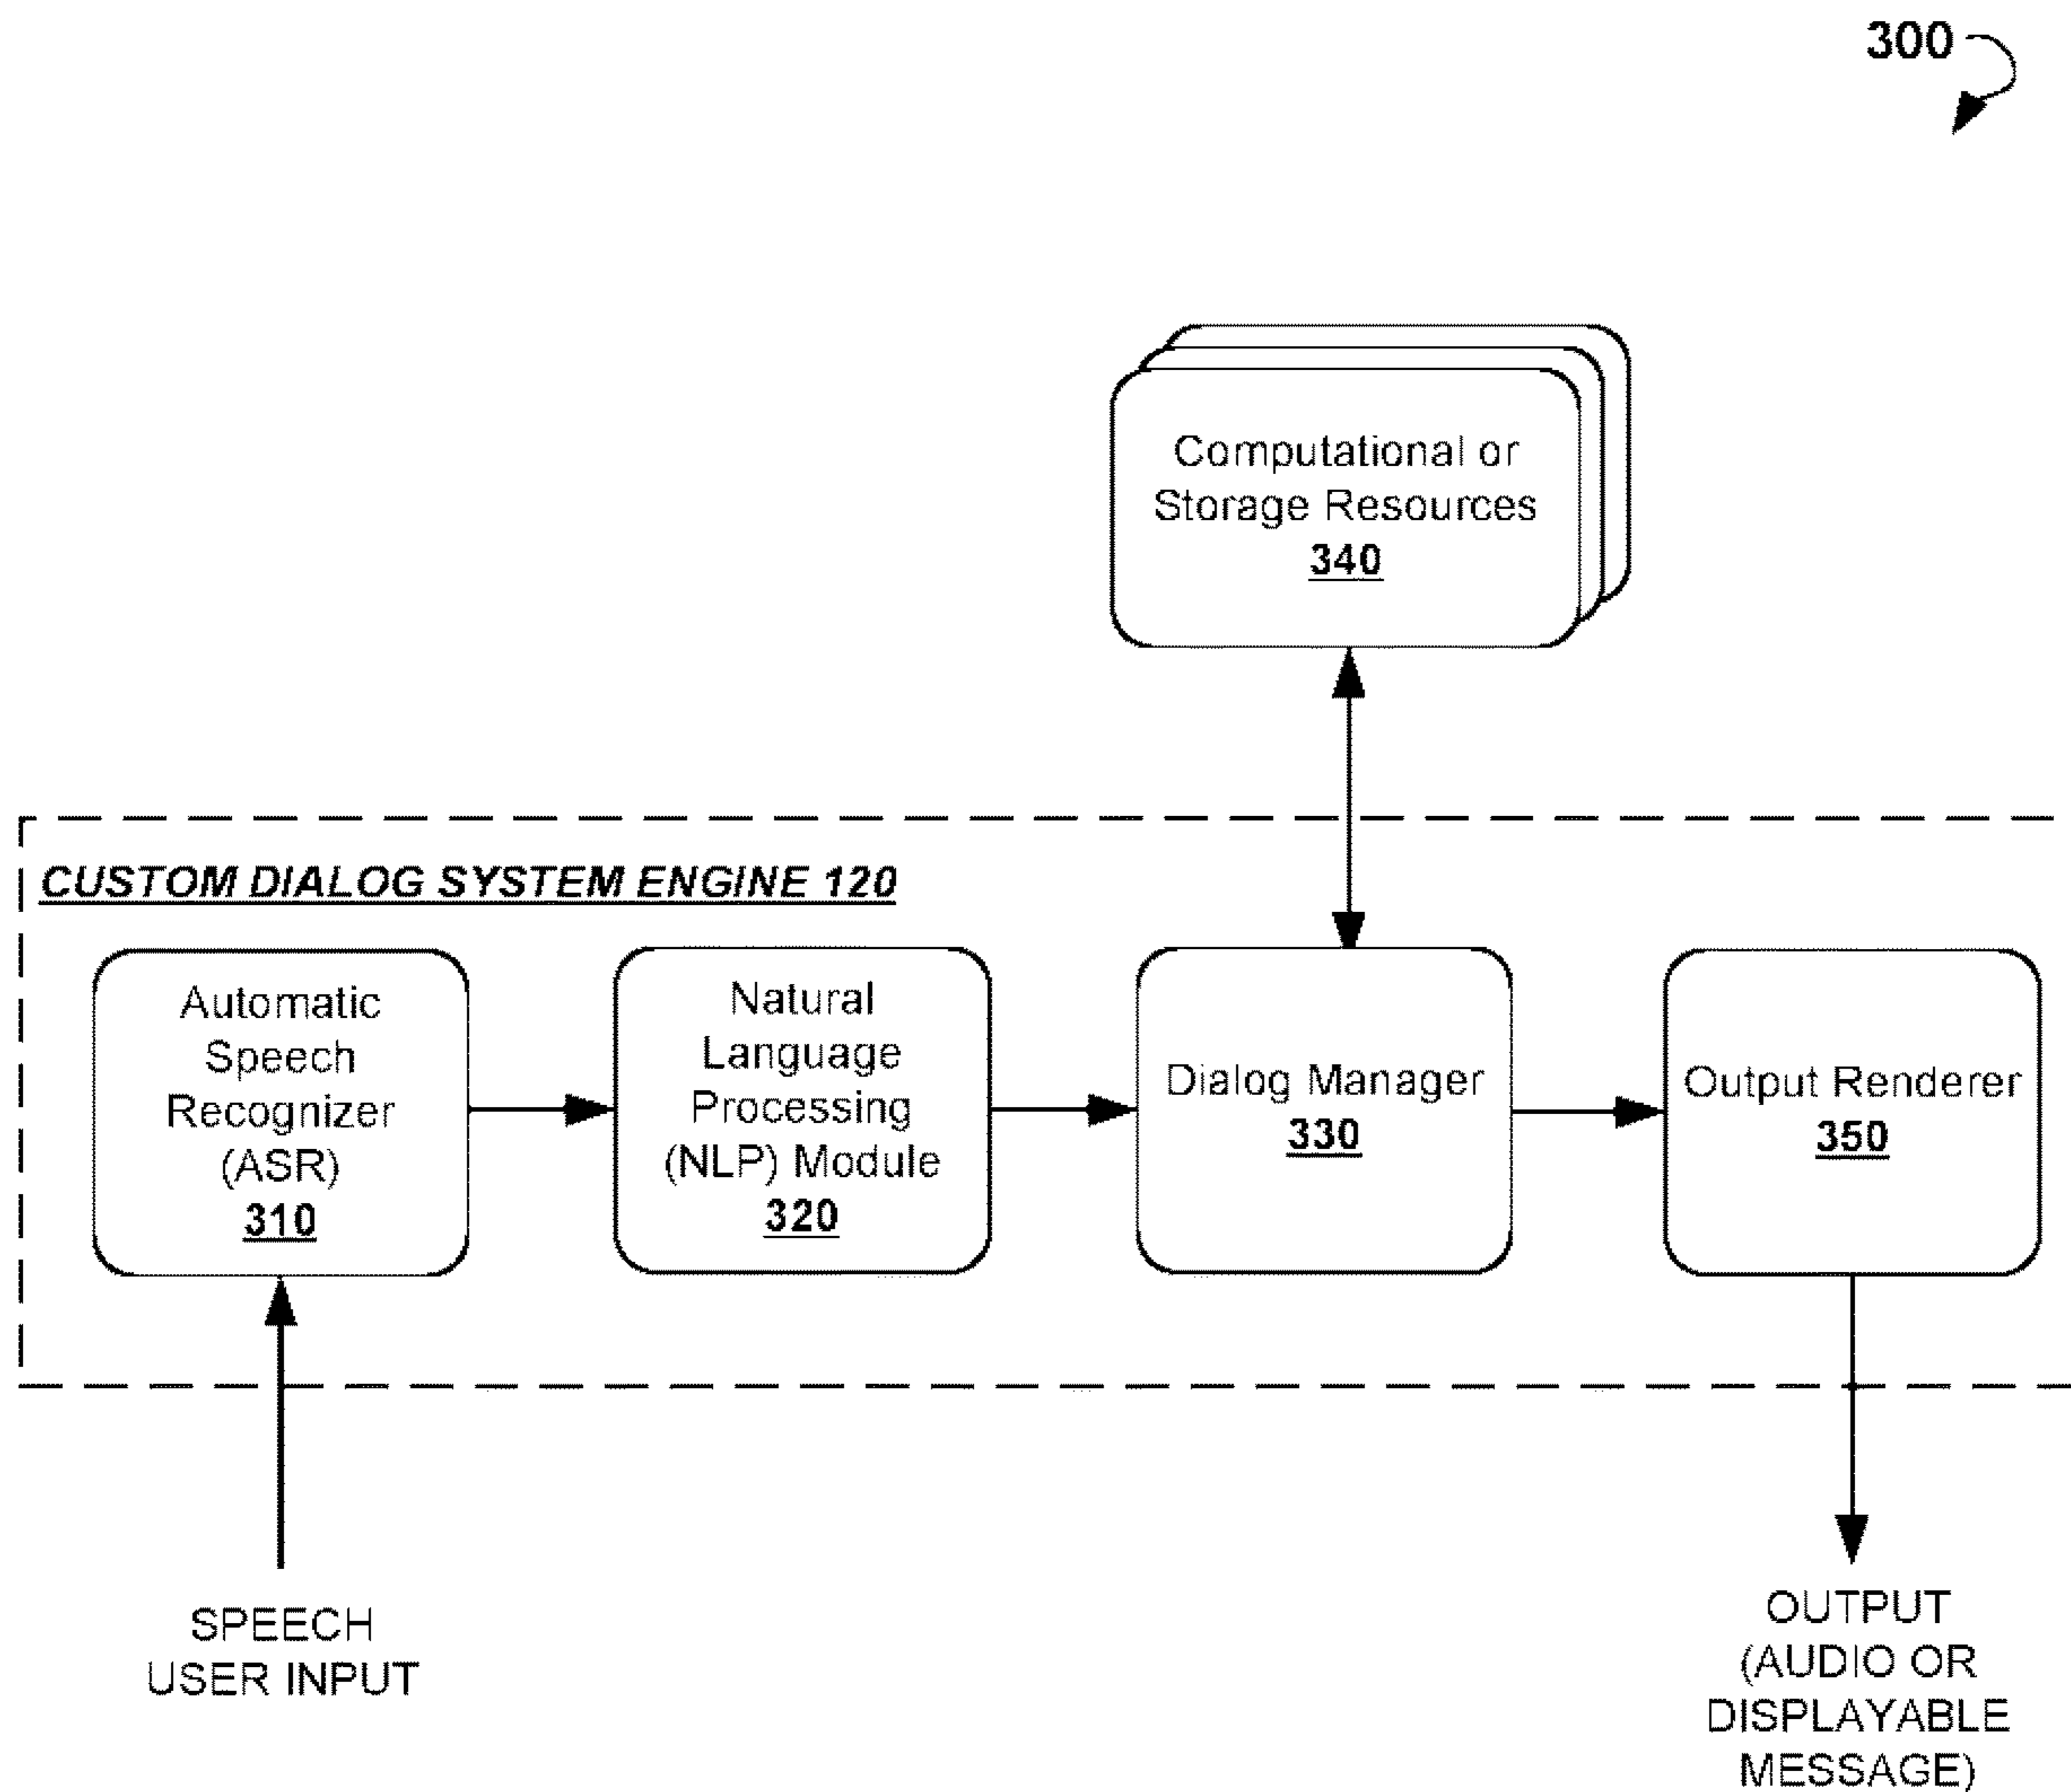 300
Computational or
Storage Resources
340
CUSTOM DIALOG SYSTEM ENGINE 120
Automatic
Speech
Recognizer
(ASR)
310
Natural
Language
Processing
(NLP) Module
320
Dialog Manager
330
Output Renderer
350
SPEECH
USER INPUT
OUTPUT
(AUDIO OR
DISPLAYABLE
MESSAGE)